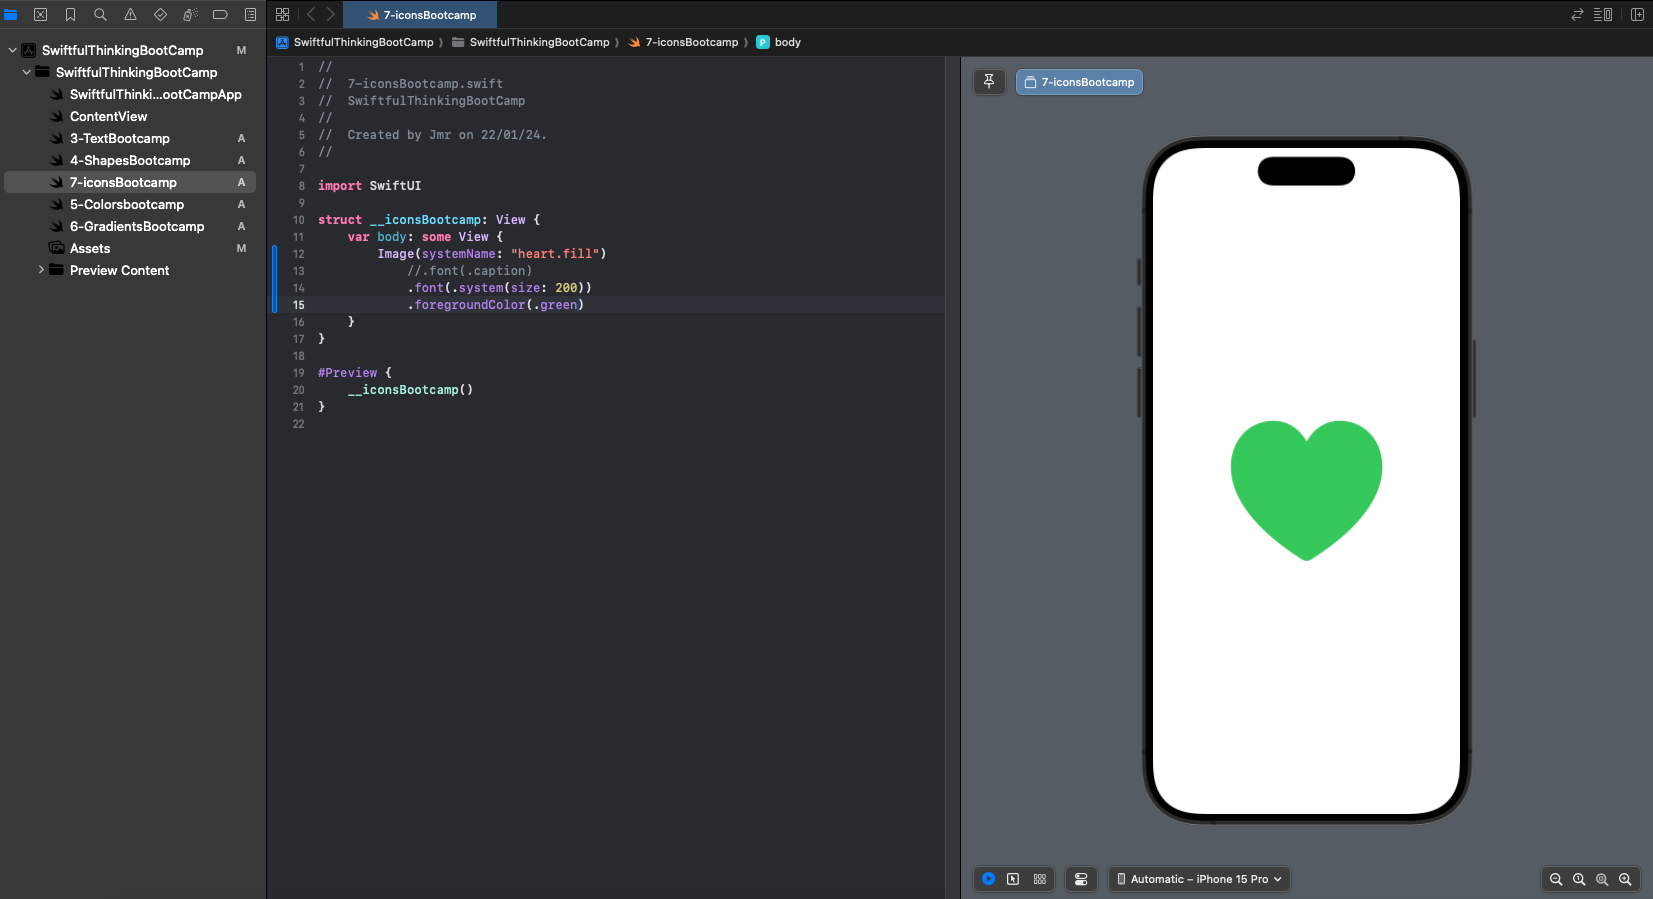 SwiftfulThinkingBootCamp M
SwiftfulThinkingBootCamp
SwiftfulThinki...ootCampApp
ContentView
3-TextBootcamp A
4-ShapesBootcamp A
7-iconsBootcamp A
5-Colorsbootcamp A
6-GradientsBootcamp A
Assets M
Preview Content
7-iconsBootcamp
SwiftfulThinkingBootCamp ⟩ SwiftfulThinkingBootCamp ⟩ 7-iconsBootcamp ⟩ P body
1 //
2 //  7-iconsBootcamp.swift
3 //  SwiftfulThinkingBootCamp
4 //
5 //  Created by Jmr on 22/01/24.
6 //
7
8 import SwiftUI
9
10 struct __iconsBootcamp: View {
11     var body: some View {
12         Image(systemName: "heart.fill")
13             //.font(.caption)
14             .font(.system(size: 200))
15             .foregroundColor(.green)
16     }
17 }
18
19 #Preview {
20     __iconsBootcamp()
21 }
22
7-iconsBootcamp
Automatic – iPhone 15 Pro